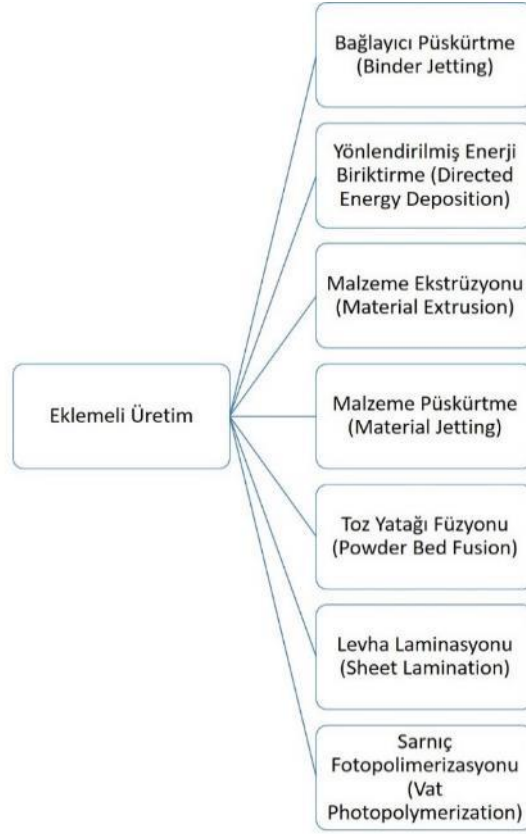 Bağlayıcı Püskürtme
(Binder Jetting)
Yönlendirilmiş Enerji
Biriktirme (Directed
Energy Deposition)
Malzeme Ekstrüzyonu
(Material Extrusion)
Eklemeli Üretim
Malzeme Püskürtme
(Material Jetting)
Toz Yatağı Füzyonu
(Powder Bed Fusion)
Levha Laminasyonu
(Sheet Lamination)
Sarnıç
Fotopolimerizasyonu
(Vat
Photopolymerization)